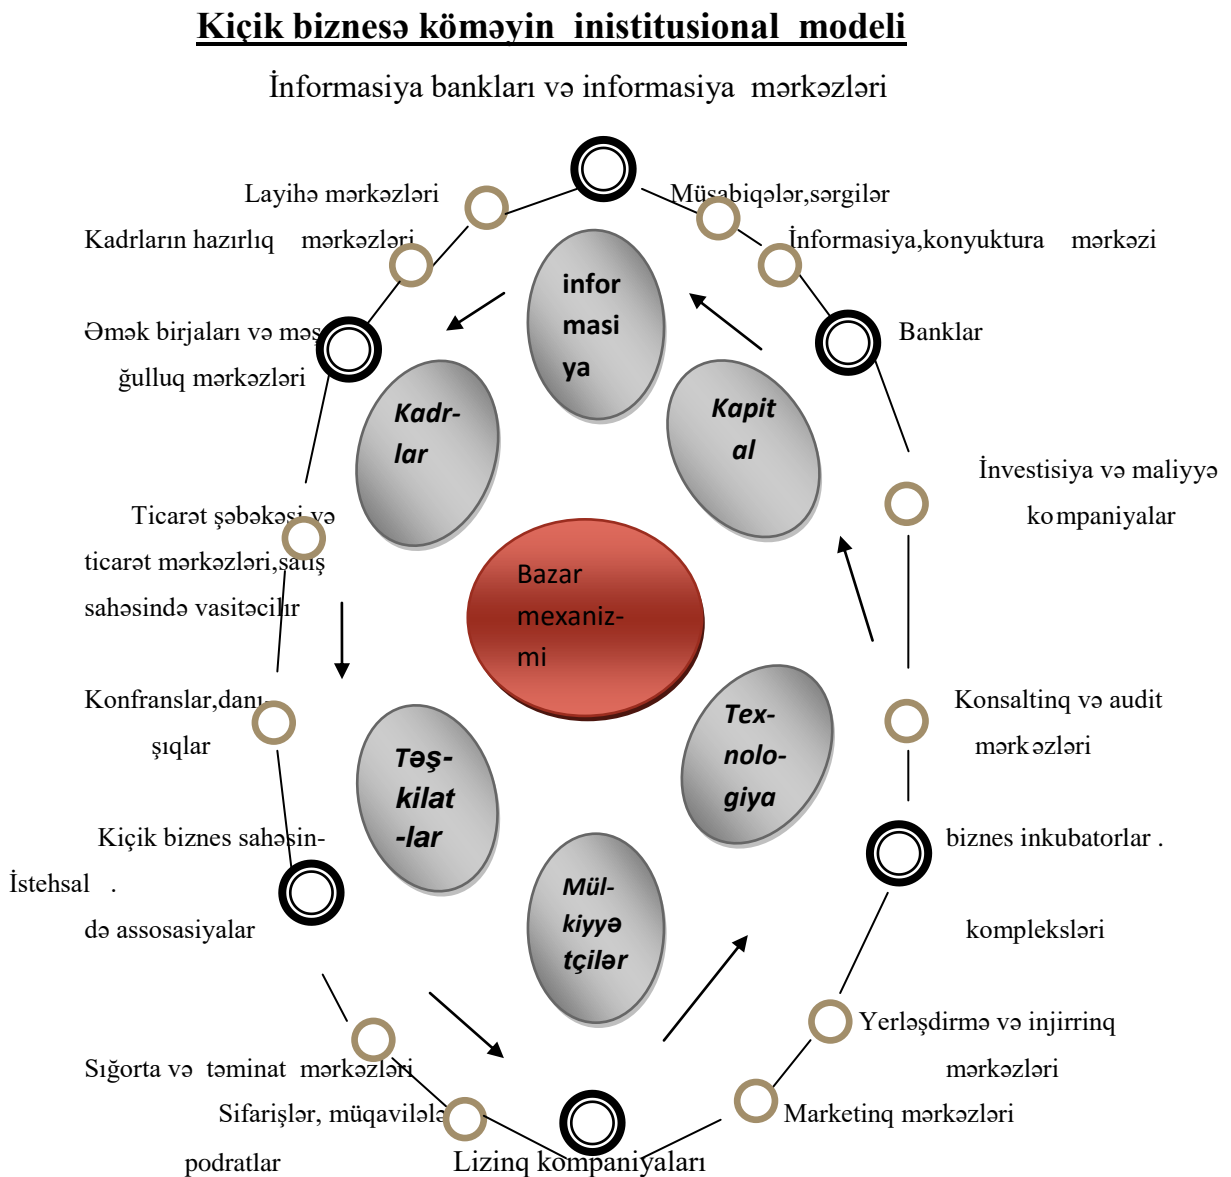 Kiçik biznesə köməyin inistitusional modeli
İnformasiya bankları və informasiya mərkəzləri
Layihə mərkəzləri
Müsabiqələr,sərgilər
Kadrların hazırlıq mərkəzləri
İnformasiya,konyuktura mərkəzi
infor
masi
ya
Əmək birjaları və məş
ğulluq mərkəzləri
Banklar
Kadr-
lar
Kapit
al
İnvestisiya və maliyyə
kompaniyalar
Ticarət şəbəkəsi və
ticarət mərkəzləri,satış
sahəsində vasitəcilır
Bazar
mexaniz-
mi
Konfranslar,danı-
şıqlar
Konsaltinq və audit
mərkəzləri
Təş-
kilat
-lar
Tex-
nolo-
giya
Kiçik biznes sahəsin-
biznes inkubatorlar .
İstehsal .
də assosasiyalar
kompleksləri
Mül-
kiyyə
tçilər
Yerləşdirmə və injirrinq
mərkəzləri
Sığorta və təminat mərkəzləri
Sifarişlər, müqavilələ
Marketinq mərkəzləri
podratlar
Lizinq kompaniyaları